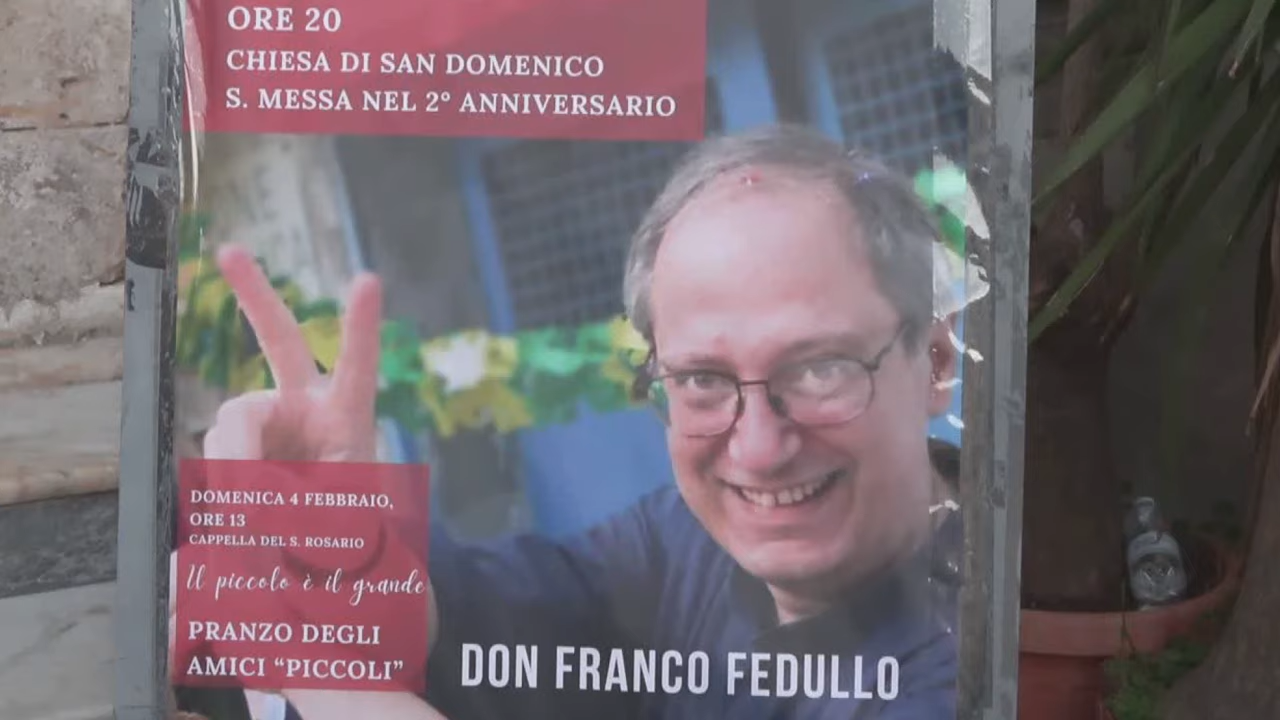 ORE 20
CHIESA DI SAN DOMENICO
S. MESSA NEL 2º ANNIVERSARIO
DOMENICA 4 FEBBRAIO,
ORE 13
CAPPELLA DEL S. ROSARIO
Il piccolo è il grande
PRANZO DEGLI
AMICI “PICCOLI”
DON FRANCO FEDULLO